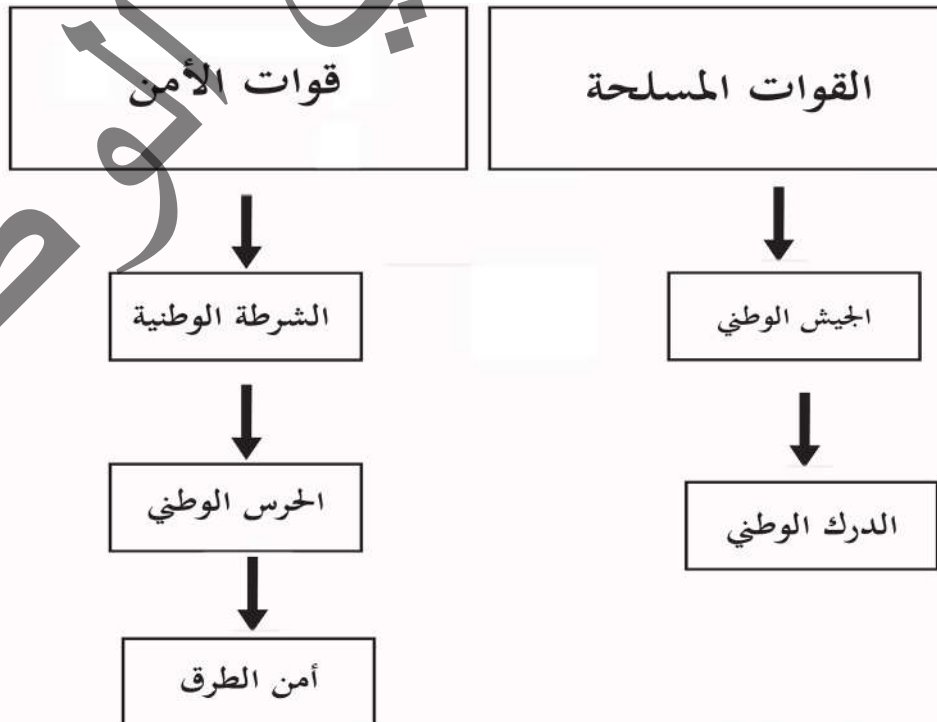 القوات المسلحة
الجيش الوطني
الدرك الوطني
قوات الأمن
الشرطة الوطنية
الحرس الوطني
أمن الطرق